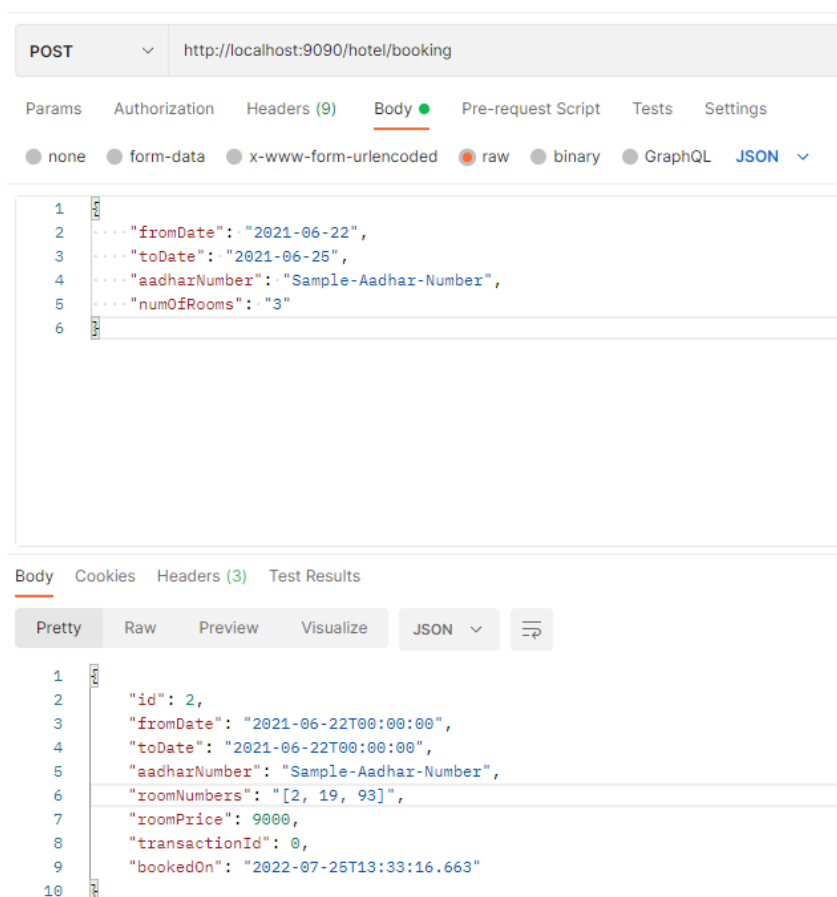 POST http://localhost:9090/hotel/booking
Params Authorization Headers (9) Body Pre-request Script Tests Settings
none form-data x-www-form-urlencoded raw binary GraphQL JSON
1 {
2 "fromDate": "2021-06-22",
3 "toDate": "2021-06-25",
4 "aadharNumber": "Sample-Aadhar-Number",
5 "numOfRooms": "3"
6 }
Body Cookies Headers (3) Test Results
Pretty Raw Preview Visualize JSON
1 {
2 "id": 2,
3 "fromDate": "2021-06-22T00:00:00",
4 "toDate": "2021-06-22T00:00:00",
5 "aadharNumber": "Sample-Aadhar-Number",
6 "roomNumbers": "[2, 19, 93]",
7 "roomPrice": 9000,
8 "transactionId": 0,
9 "bookedOn": "2022-07-25T13:33:16.663"
10 }